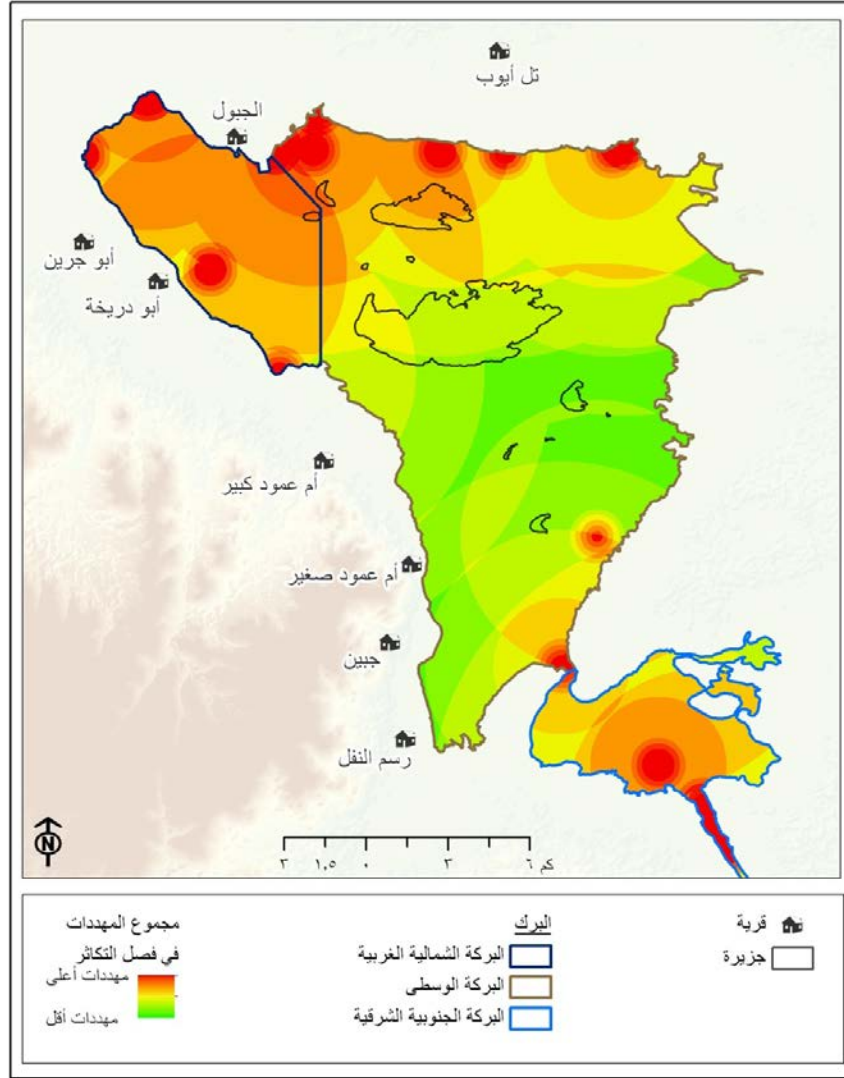 تل أيوب
الجبول
أبو جرين
أبو دريخة
أم عمود كبير
أم عمود صغير
جبين
رسم النفل
N
٣ ١,٥ ٠ ٣ ٦ كم
قرية
جزيرة
البرك
البركة الشمالية الغربية
البركة الوسطى
البركة الجنوبية الشرقية
مجموع المهددات
في فصل التكاثر
مهددات أعلى
مهددات أقل